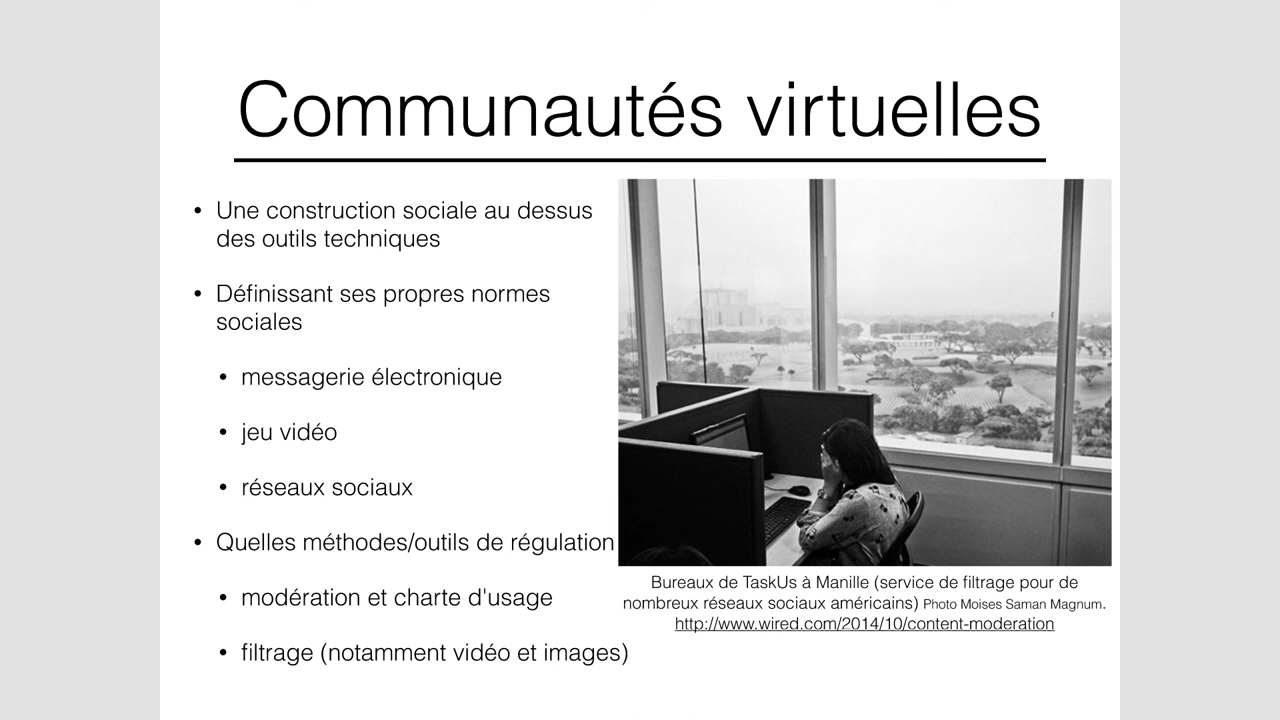 Communautés virtuelles
• Une construction sociale au dessus
des outils techniques
• Définissant ses propres normes
sociales
• messagerie électronique
• jeu vidéo
• réseaux sociaux
• Quelles méthodes/outils de régulation
• modération et charte d'usage
• filtrage (notamment vidéo et images)
Bureaux de TaskUs à Manille (service de filtrage pour de
nombreux réseaux sociaux américains) Photo Moises Saman Magnum.
http://www.wired.com/2014/10/content-moderation